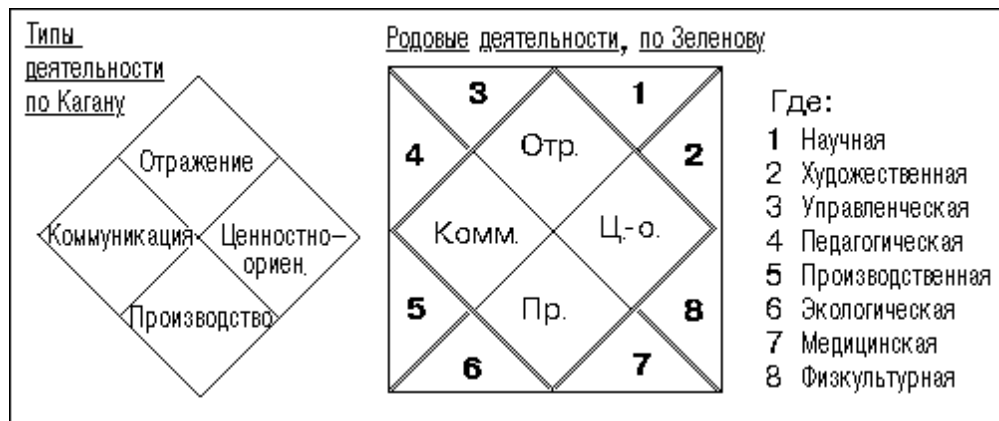 Типы
деятельности
по Кагану
Отражение
Коммуникация
Ценностно-
ориен.
Производство
Родовые деятельности, по Зеленову
3
1
4
Отр.
2
Комм.
Ц.-о.
5
Пр.
8
6
7
Где:
1 Научная
2 Художественная
3 Управленческая
4 Педагогическая
5 Производственная
6 Экологическая
7 Медицинская
8 Физкультурная